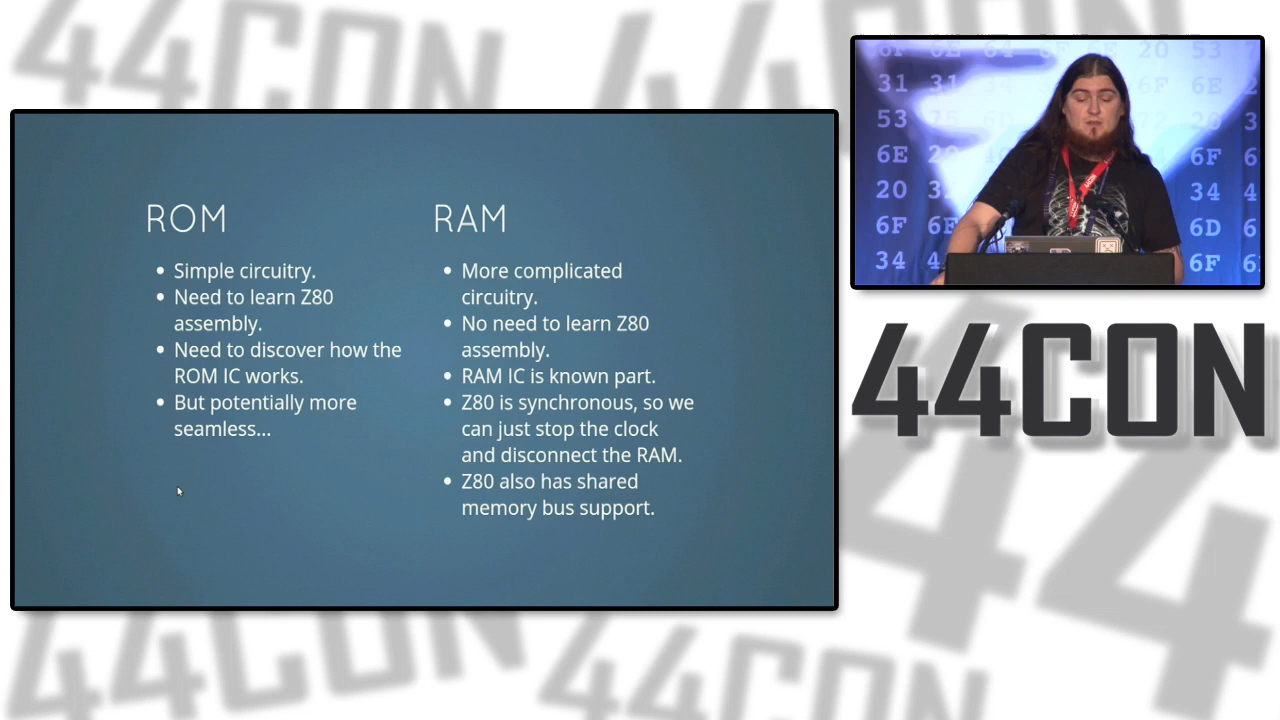 ROM
Simple circuitry.
Need to learn Z80
assembly.
Need to discover how the
ROM IC works.
But potentially more
seamless...
RAM
More complicated
circuitry.
No need to learn Z80
assembly.
RAM IC is known part.
Z80 is synchronous, so we
can just stop the clock
and disconnect the RAM.
Z80 also has shared
memory bus support.
44CON